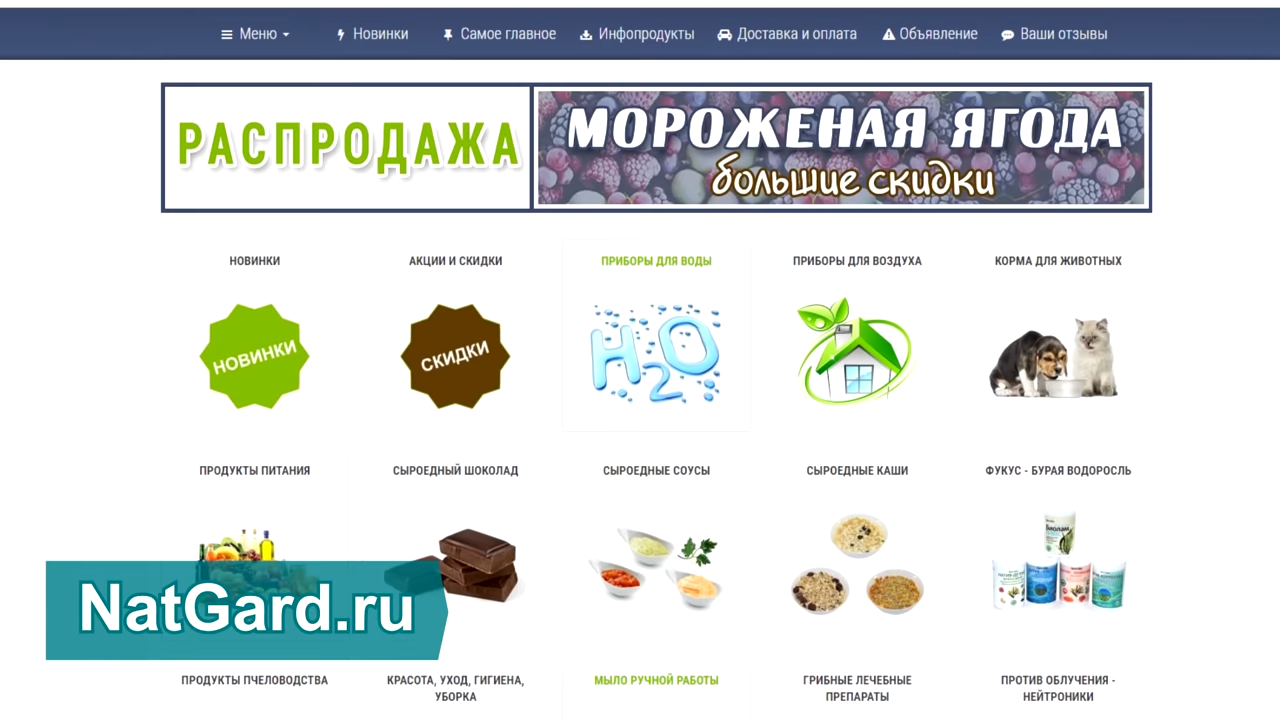 Меню
Новинки
Самое главное
Инфопродукты
Доставка и оплата
Объявление
Ваши отзывы
РАСПРОДАЖА
МОРОЖЕНАЯ ЯГОДА
большие скидки
НОВИНКИ
АКЦИИ И СКИДКИ
ПРИБОРЫ ДЛЯ ВОДЫ
ПРИБОРЫ ДЛЯ ВОЗДУХА
КОРМА ДЛЯ ЖИВОТНЫХ
НОВИНКИ
СКИДКИ
H2O
ПРОДУКТЫ ПИТАНИЯ
СЫРОЕДНЫЙ ШОКОЛАД
СЫРОЕДНЫЕ СОУСЫ
СЫРОЕДНЫЕ КАШИ
ФУКУС - БУРАЯ ВОДОРОСЛЬ
NatGard.ru
ПРОДУКТЫ ПЧЕЛОВОДСТВА
КРАСОТА, УХОД, ГИГИЕНА,
УБОРКА
МЫЛО РУЧНОЙ РАБОТЫ
ГРИБНЫЕ ЛЕЧЕБНЫЕ
ПРЕПАРАТЫ
ПРОТИВ ОБЛУЧЕНИЯ -
НЕЙТРОНИКИ